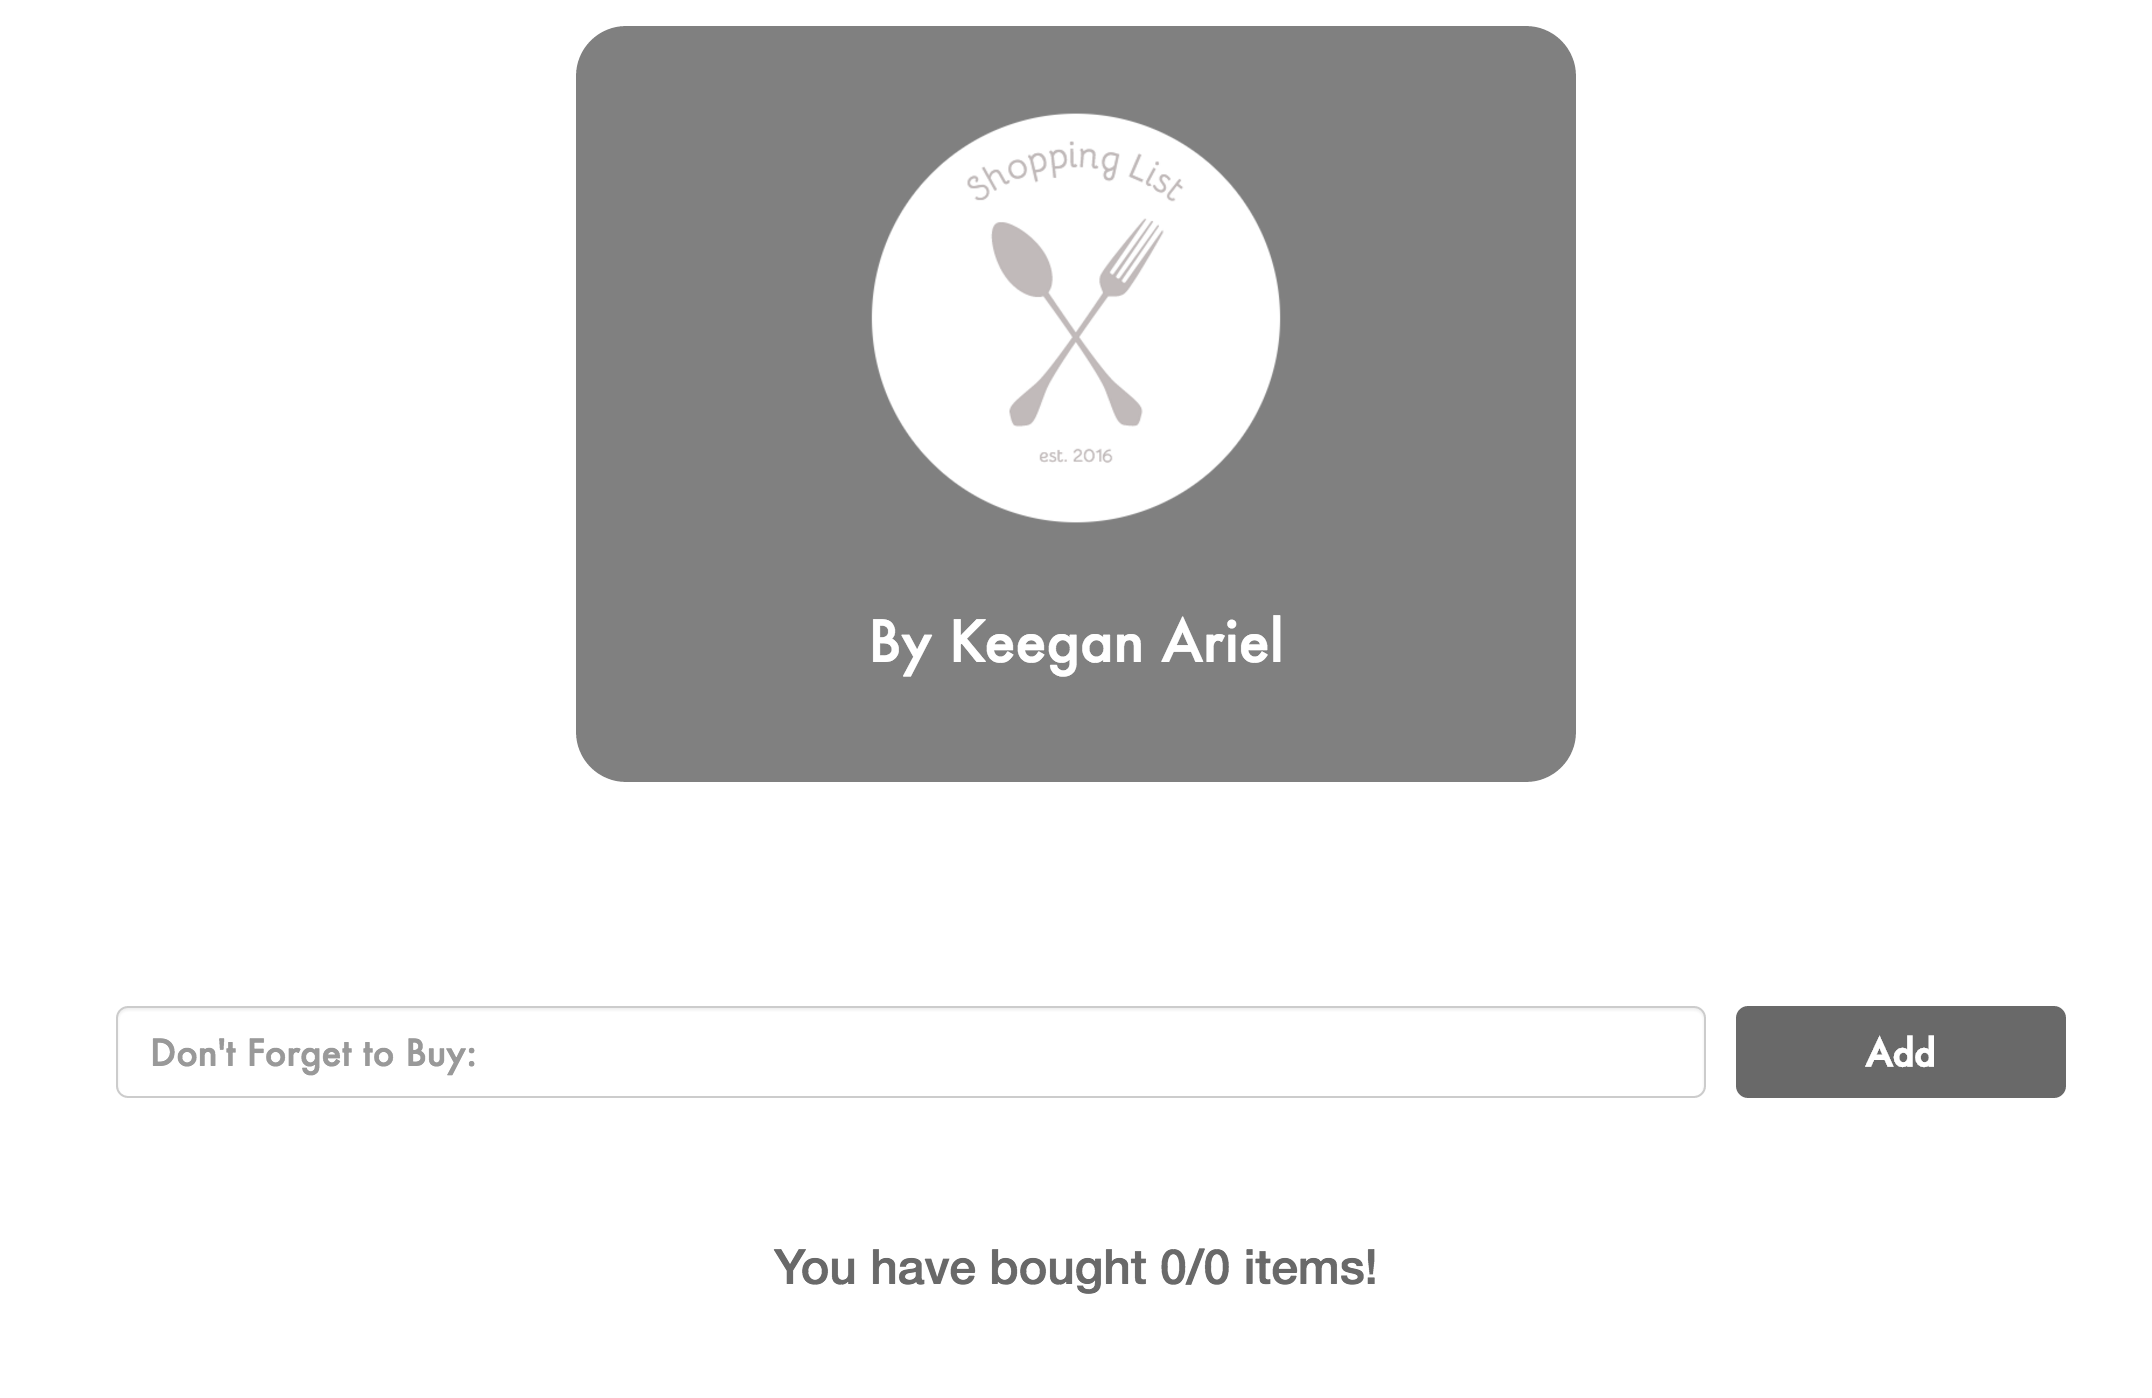 Shopping List
est. 2016
By Keegan Ariel
Don't Forget to Buy:
Add
You have bought 0/0 items!